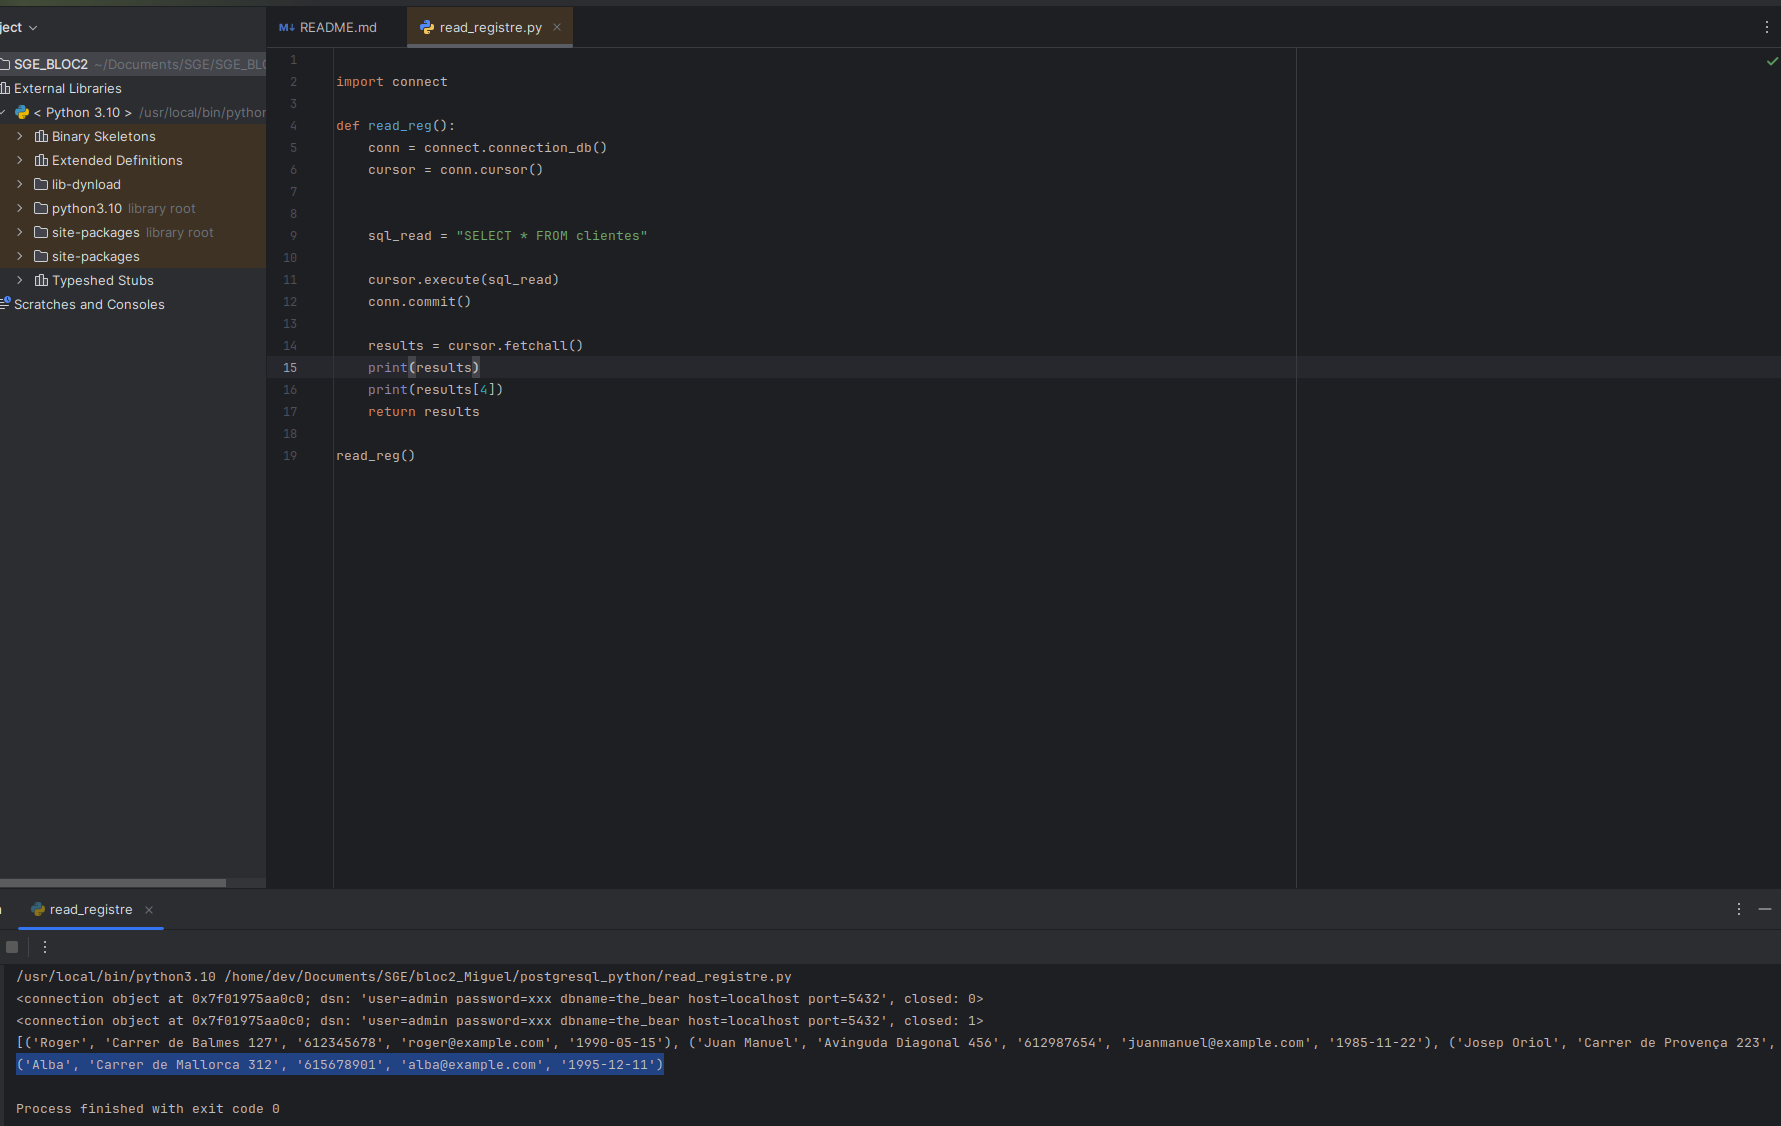 ject
README.md
read_registre.py
SGE_BLOC2 ~/Documents/SGE/SGE_BLO
External Libraries
< Python 3.10 > /usr/local/bin/python
Binary Skeletons
Extended Definitions
lib-dynload
python3.10 library root
site-packages library root
site-packages
Typeshed Stubs
Scratches and Consoles
1
2 import connect
3
4 def read_reg():
5 conn = connect.connection_db()
6 cursor = conn.cursor()
7
8
9 sql_read = "SELECT * FROM clientes"
10
11 cursor.execute(sql_read)
12 conn.commit()
13
14 results = cursor.fetchall()
15 print(results)
16 print(results[4])
17 return results
18
19 read_reg()
read_registre
/usr/local/bin/python3.10 /home/dev/Documents/SGE/bloc2_Miguel/postgresql_python/read_registre.py
<connection object at 0x7f01975aa0c0; dsn: 'user=admin password=xxx dbname=the_bear host=localhost port=5432', closed: 0>
<connection object at 0x7f01975aa0c0; dsn: 'user=admin password=xxx dbname=the_bear host=localhost port=5432', closed: 1>
[('Roger', 'Carrer de Balmes 127', '612345678', 'roger@example.com', '1990-05-15'), ('Juan Manuel', 'Avinguda Diagonal 456', '612987654', 'juanmanuel@example.com', '1985-11-22'), ('Josep Oriol', 'Carrer de Provença 223',
('Alba', 'Carrer de Mallorca 312', '615678901', 'alba@example.com', '1995-12-11')
Process finished with exit code 0